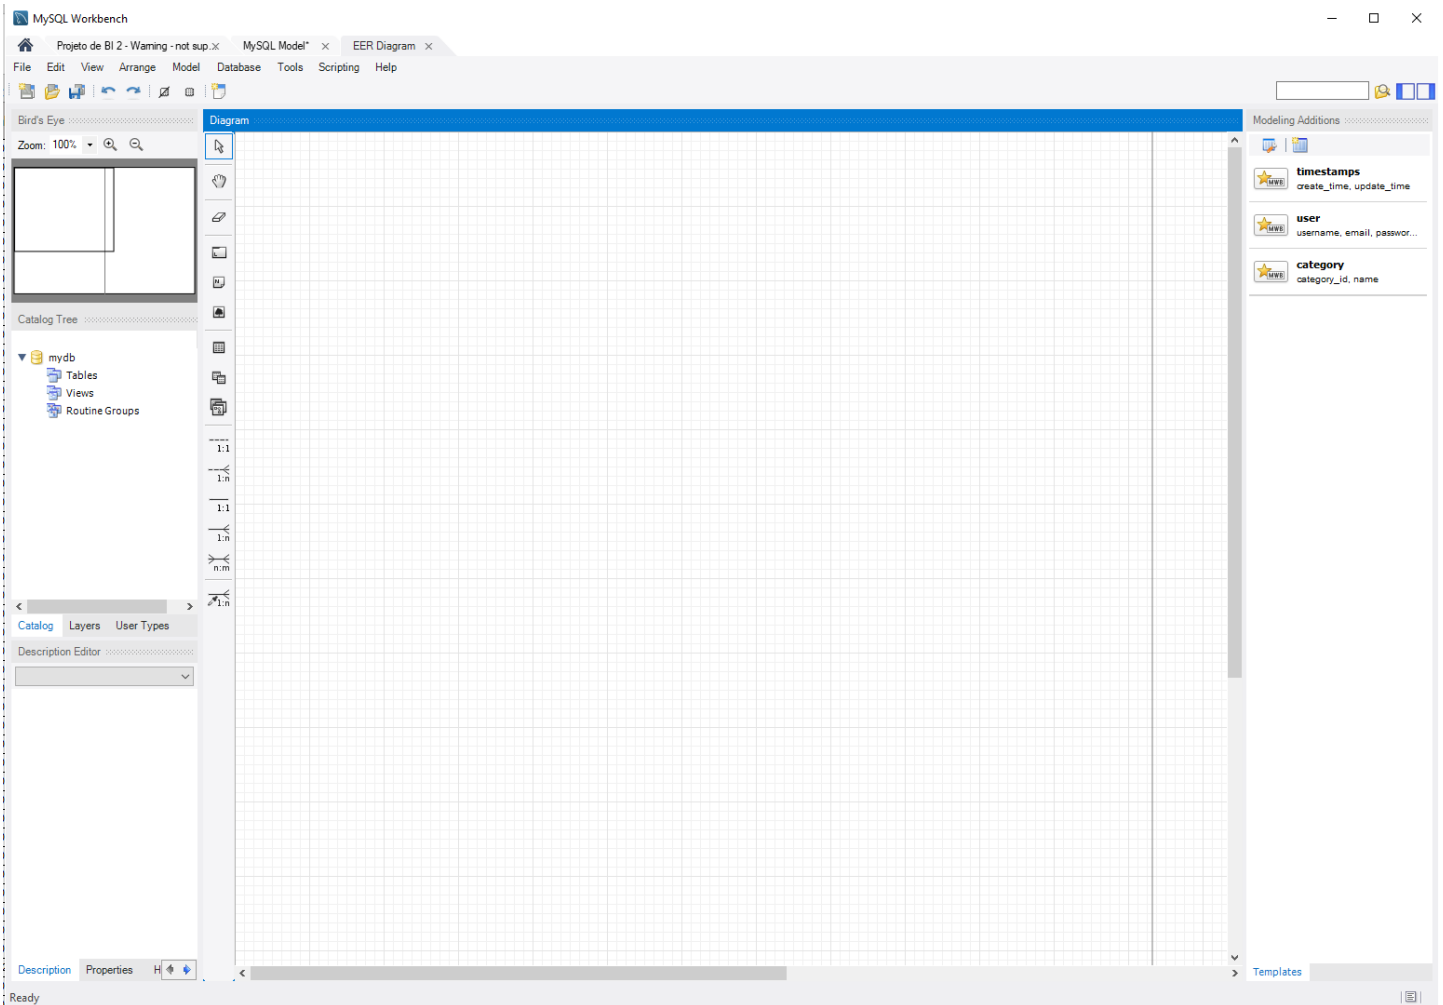 MySQL Workbench
Projeto de BI 2 - Warning - not sup.
MySQL Model*
EER Diagram
File Edit View Arrange Model Database Tools Scripting Help
Bird's Eye
Zoom: 100%
Catalog Tree
mydb
Tables
Views
Routine Groups
Catalog Layers User Types
Description Editor
Description Properties H
Ready
Diagram
1:1
1:n
1:1
1:n
n:m
1:n
Modeling Additions
MWB
timestamps
create_time, update_time
MWB
user
username, email, passwor...
MWB
category
category_id, name
Templates